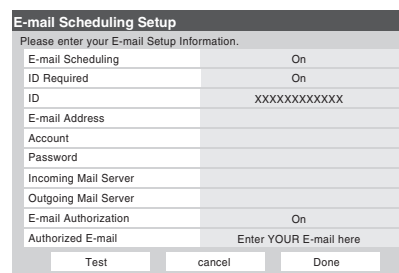 E-mail Scheduling Setup
Please enter your E-mail Setup Information.
E-mail Scheduling On
ID Required On
ID XXXXXXXXXXXX
E-mail Address
Account
Password
Incoming Mail Server
Outgoing Mail Server
E-mail Authorization On
Authorized E-mail Enter YOUR E-mail here
Test cancel Done